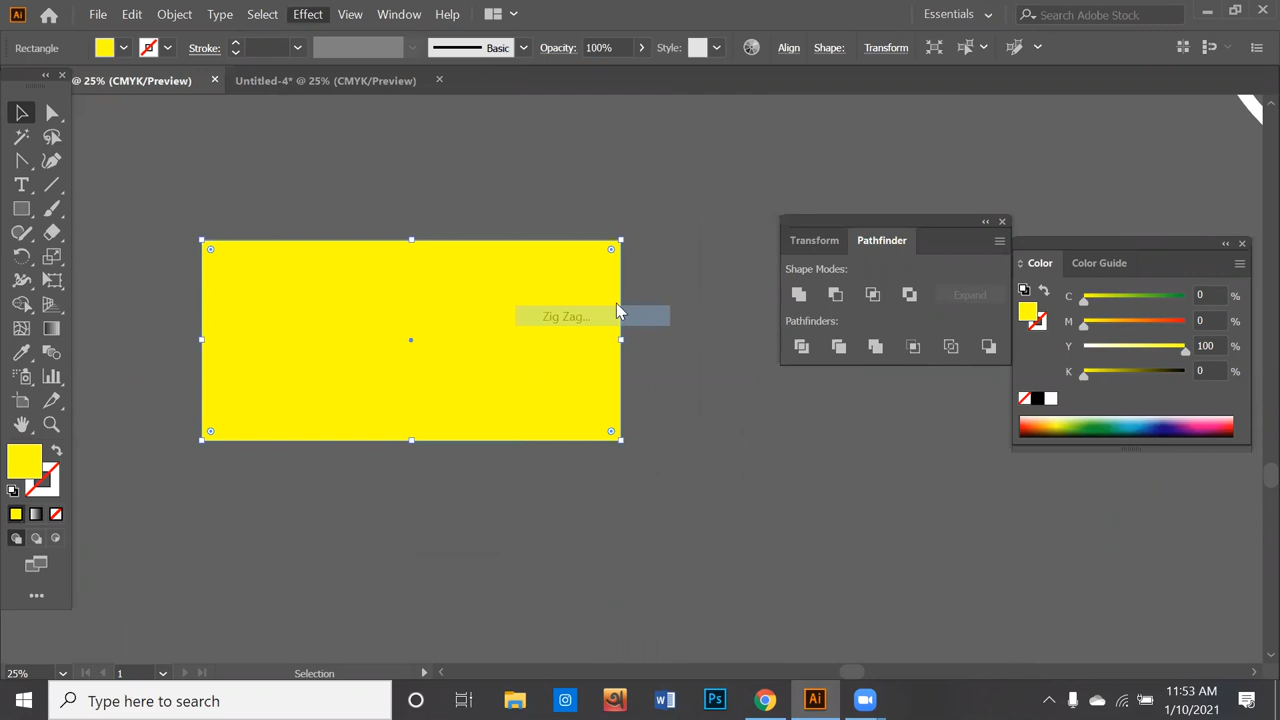 Ai File Edit Object Type Select Effect View Window Help Essentials Search Adobe Stock
Rectangle Stroke: Basic Opacity: 100% Style: Align Shape: Transform
@ 25% (CMYK/Preview) × Untitled-4* @ 25% (CMYK/Preview) ×
Transform Pathfinder
Shape Modes:
Expand
Pathfinders:
Color Color Guide
C 0 %
M 0 %
Y 100 %
K 0 %
Zig Zag...
25% 1 Selection
Type here to search
Ps
Ai
11:53 AM
1/10/2021